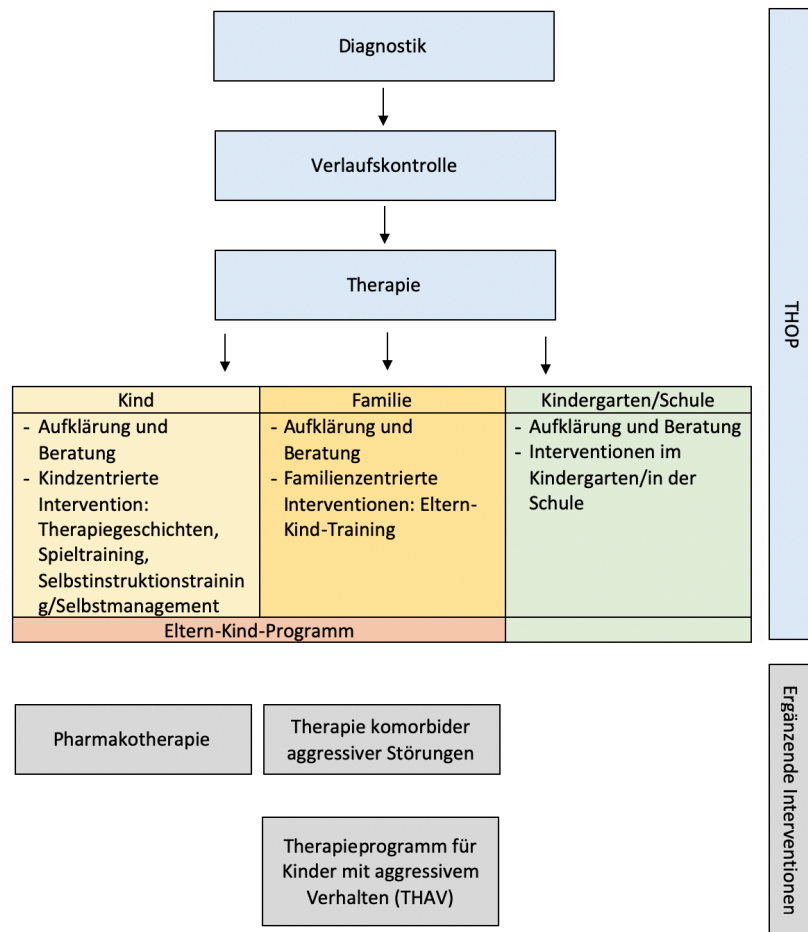 Diagnostik
Verlaufskontrolle
Therapie
Kind
- Aufklärung und
Beratung
- Kindzentrierte
Intervention:
Therapiegeschichten,
Spieltraining,
Selbstinstruktionstrainin
g/Selbstmanagement
Familie
- Aufklärung und
Beratung
- Familienzentrierte
Interventionen: Eltern-
Kind-Training
Kindergarten/Schule
- Aufklärung und Beratung
- Interventionen im
Kindergarten/in der
Schule
Eltern-Kind-Programm
THOP
Pharmakotherapie
Therapie komorbider
aggressiver Störungen
Therapieprogramm für
Kinder mit aggressivem
Verhalten (THAV)
Ergänzende Interventionen